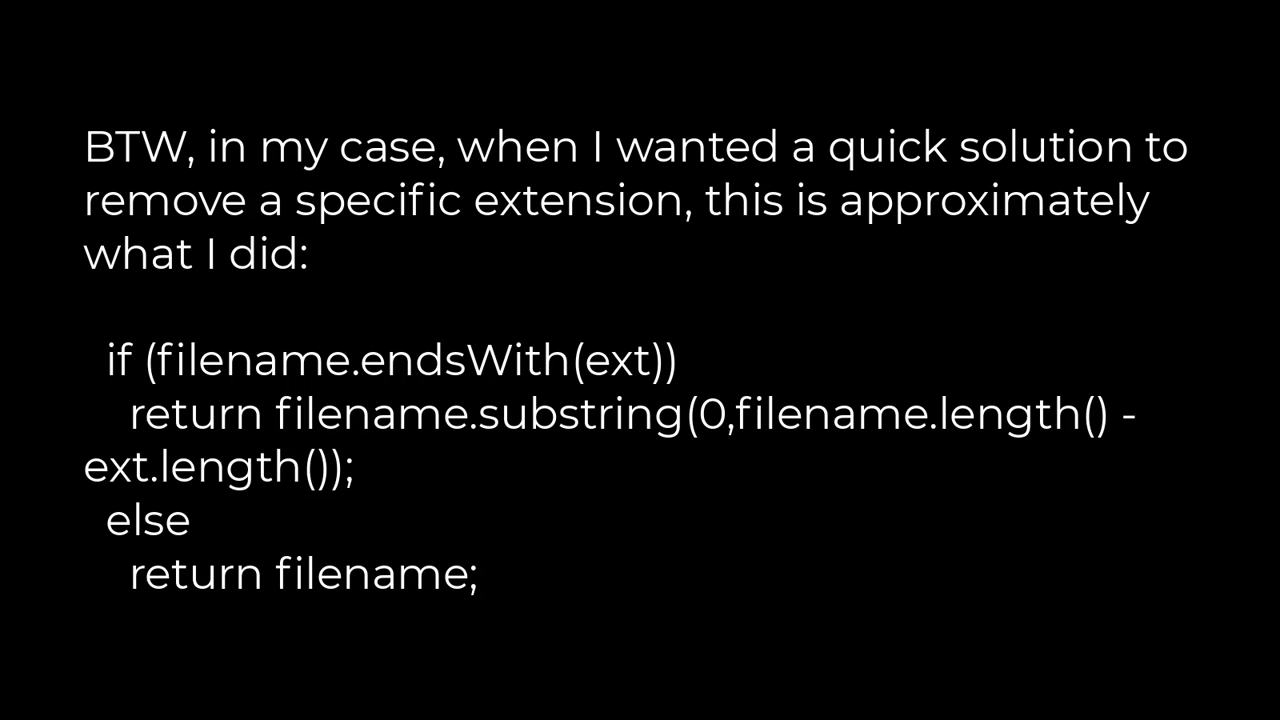 BTW, in my case, when I wanted a quick solution to
remove a specific extension, this is approximately
what I did:

  if (filename.endsWith(ext))
    return filename.substring(0,filename.length() -
ext.length());
  else
    return filename;